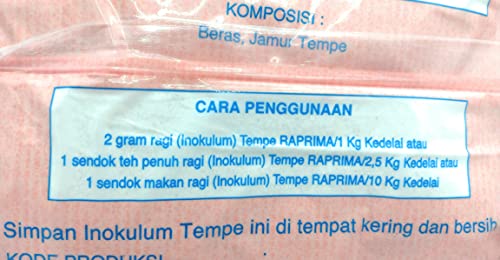 KOMPOSISI :
Beras, Jamur Tempe
CARA PENGGUNAAN
2 gram ragi (Inokulum) Tempe RAPRIMA/1 Kg Kedelai atau
1 sendok teh penuh ragi (Inokulum) Tempe RAPRIMA/2,5 Kg Kedelai atau
1 sendok makan ragi (Inokulum) Tempe RAPRIMA/10 Kg Kedelai
Simpan Inokulum Tempe ini di tempat kering dan bersih
KODE PRODUKSI